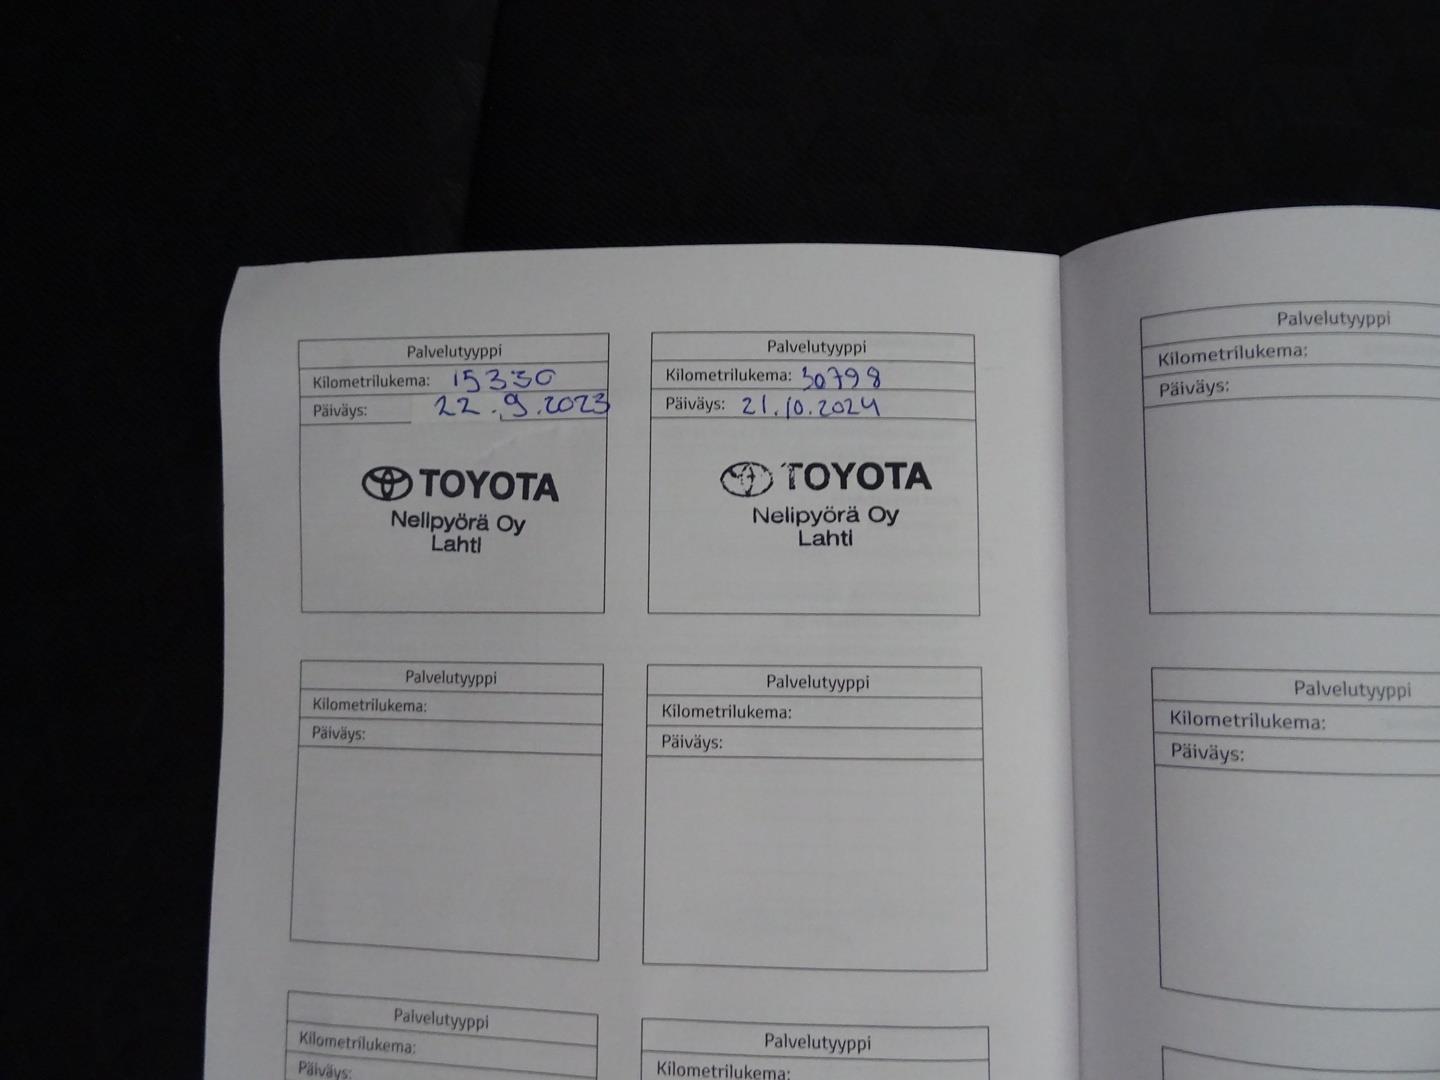 Palvelutyyppi
Kilometrilukema: 15330
Päiväys: 22.9.2023
TOYOTA
Nelipyörä Oy
Lahti
Palvelutyyppi
Kilometrilukema: 30798
Päiväys: 21.10.2024
TOYOTA
Nelipyörä Oy
Lahti
Palvelutyyppi
Kilometrilukema:
Päiväys:
Palvelutyyppi
Kilometrilukema:
Päiväys:
Palvelutyyppi
Kilometrilukema:
Päiväys:
Palvelutyyppi
Kilometrilukema:
Palvelutyyppi
Kilometrilukema:
Päiväys:
Palvelutyyppi
Kilometrilukema:
Päiväys: